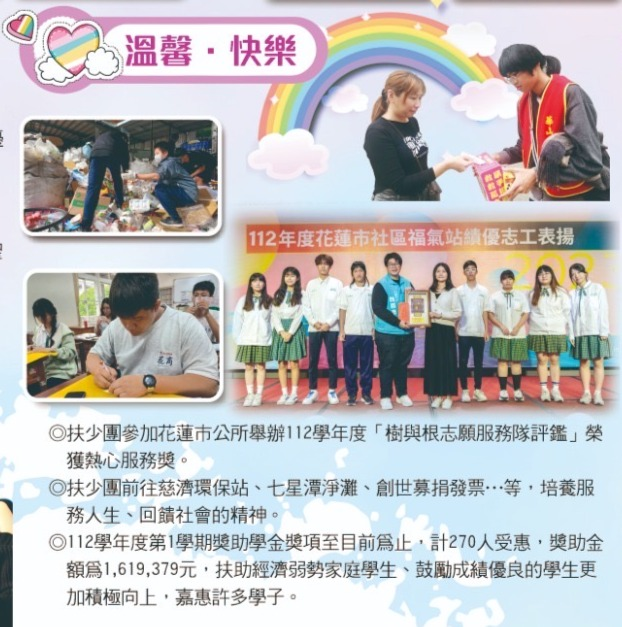 溫馨‧快樂
112年度花蓮市社區福氣站績優志工表揚
◎扶少團參加花蓮市公所舉辦112學年度「樹與根志願服務隊評鑑」榮
獲熱心服務獎。
◎扶少團前往慈濟環保站、七星潭淨灘、創世募捐發票…等，培養服
務人生、回饋社會的精神。
◎112學年度第1學期獎助學金獎項至目前為止，計270人受惠，獎助金
額為1,619,379元，扶助經濟弱勢家庭學生、鼓勵成績優良的學生更
加積極向上，嘉惠許多學子。